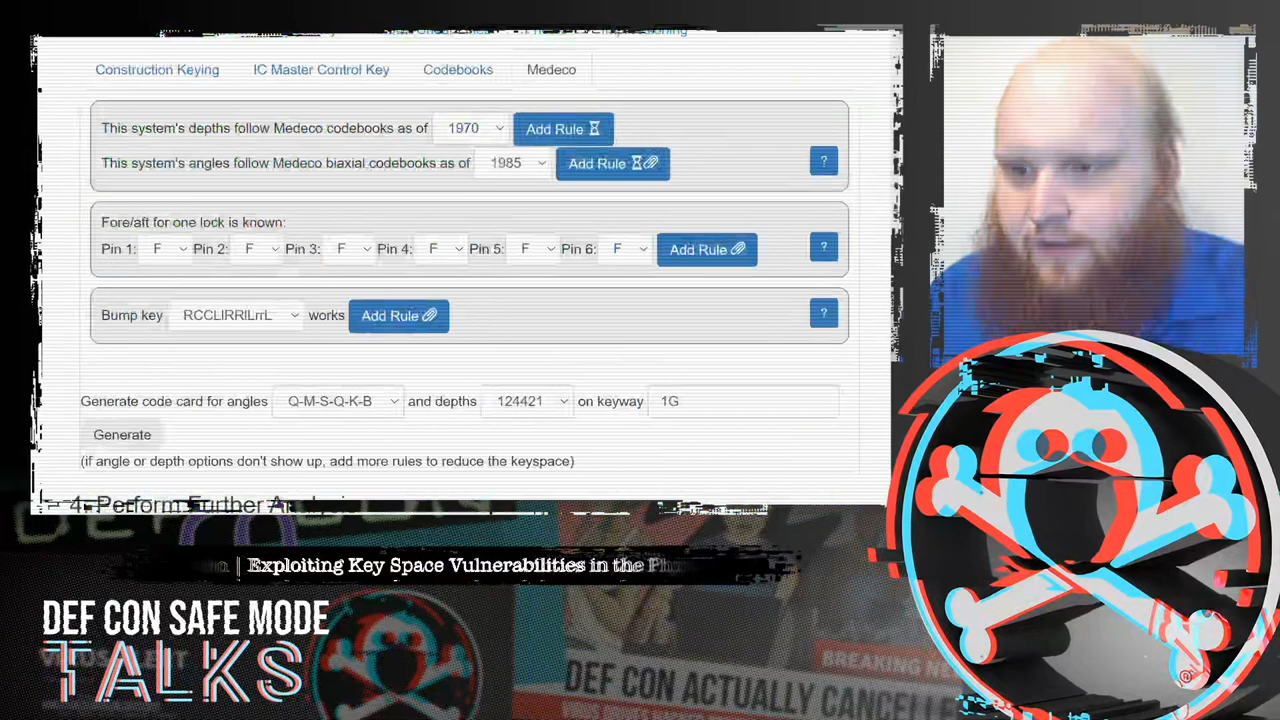 Construction Keying IC Master Control Key Codebooks Medeco
This system's depths follow Medeco codebooks as of 1970 Add Rule
This system's angles follow Medeco biaxial codebooks as of 1985 Add Rule ?
Fore/aft for one lock is known:
Pin 1: F Pin 2: F Pin 3: F Pin 4: F Pin 5: F Pin 6: F Add Rule ?
Bump key RCCLIRRlLrrL works Add Rule ?
Generate code card for angles Q-M-S-Q-K-B and depths 124421 on keyway 1G
Generate
(if angle or depth options don't show up, add more rules to reduce the keyspace)
4. Perform Further
| Exploiting Key Space Vulnerabilities in the
DEF CON SAFE MODE
TALKS
BREAKING
DEF CON ACTUALLY CANCELLE